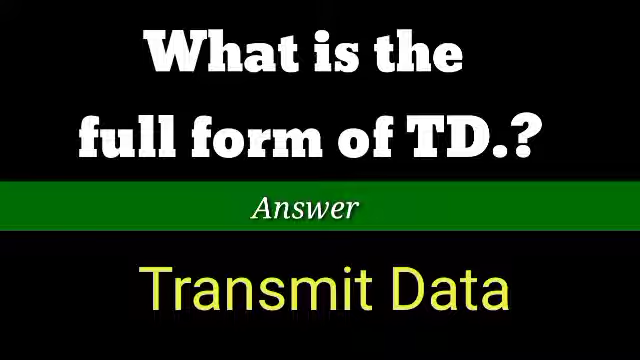 What is the
full form of TD.?
Answer
Transmit Data